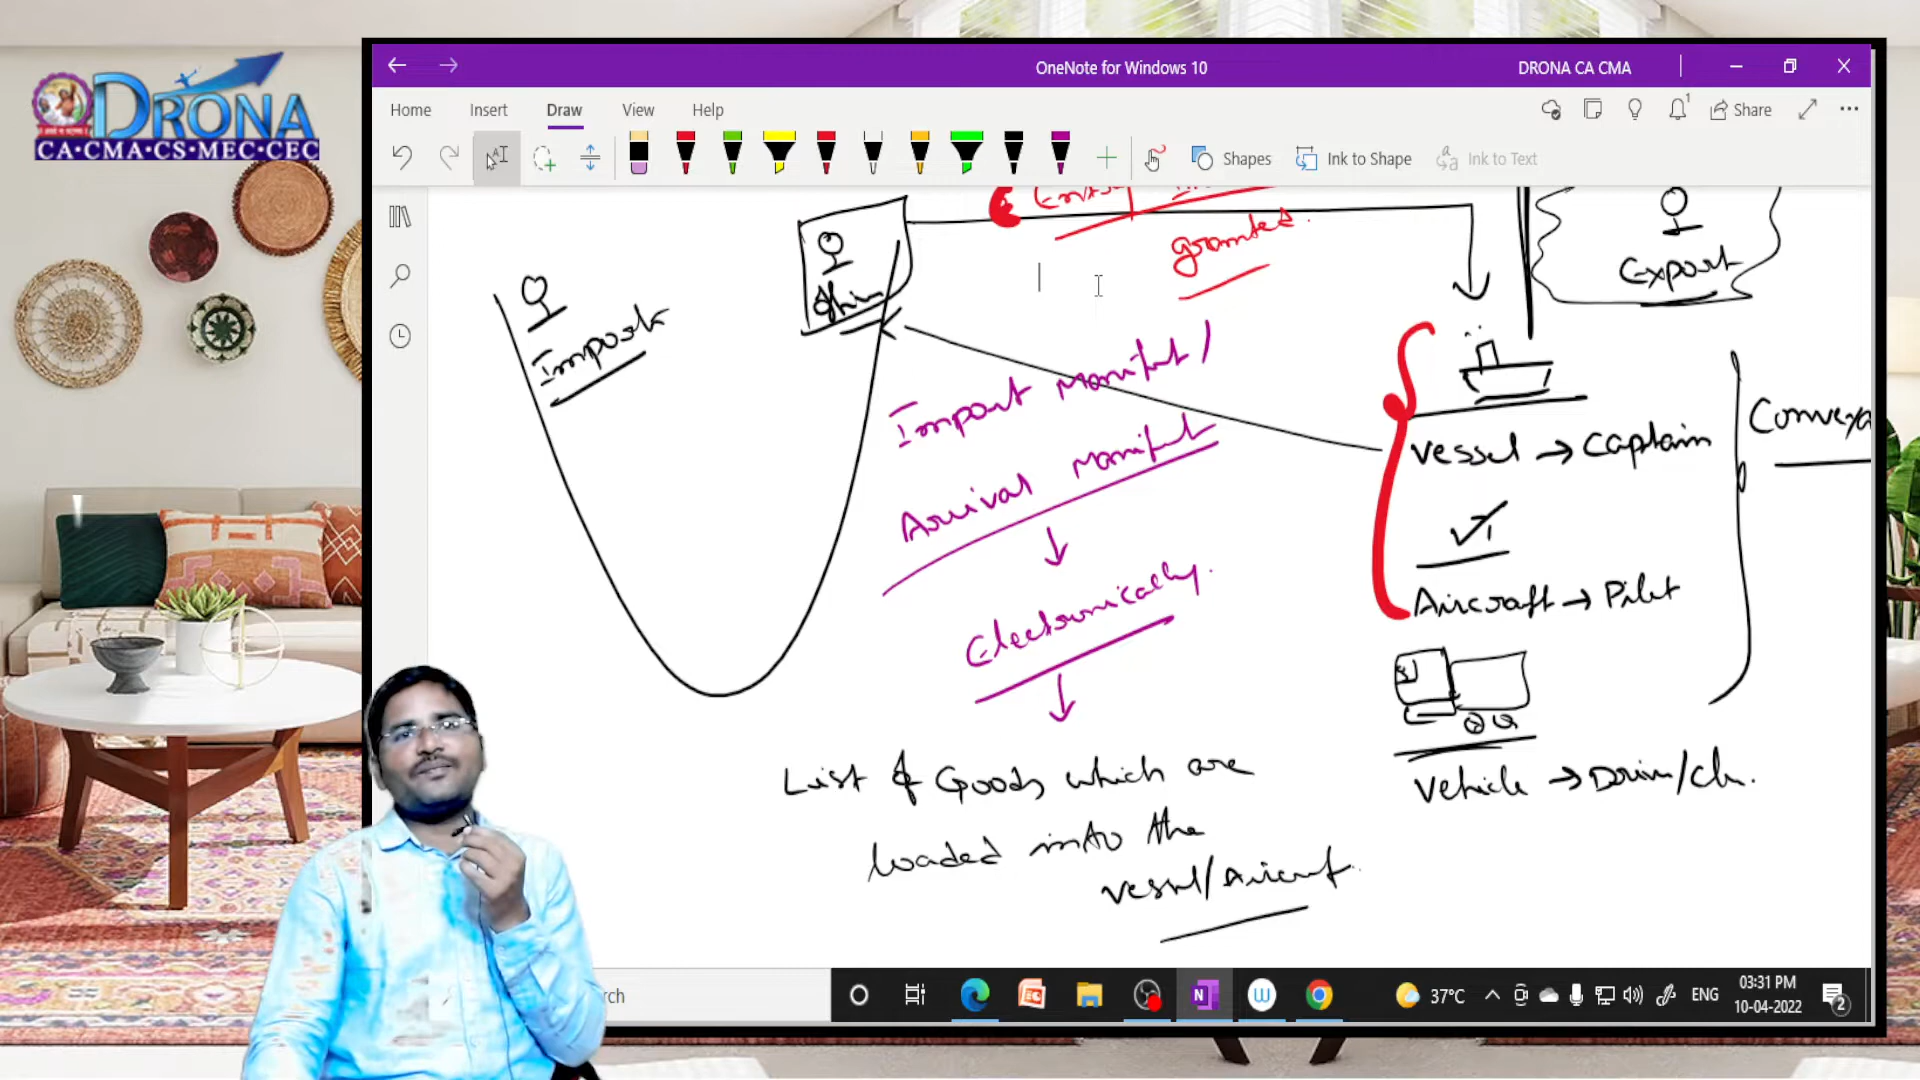 DRONA
CA•CMA•CS•MEC•CEC
OneNote for Windows 10
DRONA CA CMA
Home
Insert
Draw
View
Help
Share
Shapes
Ink to Shape
Ink to Text
granted.
Export
Import
Import Manifest/
Arrival Manifest
Electronically.
List of Goods which are
loaded into the
Vessel/Aircraft.
Vessel → Captain
Aircraft → Pilot
Vehicle →
37°C
ENG
03:31 PM
10-04-2022
2